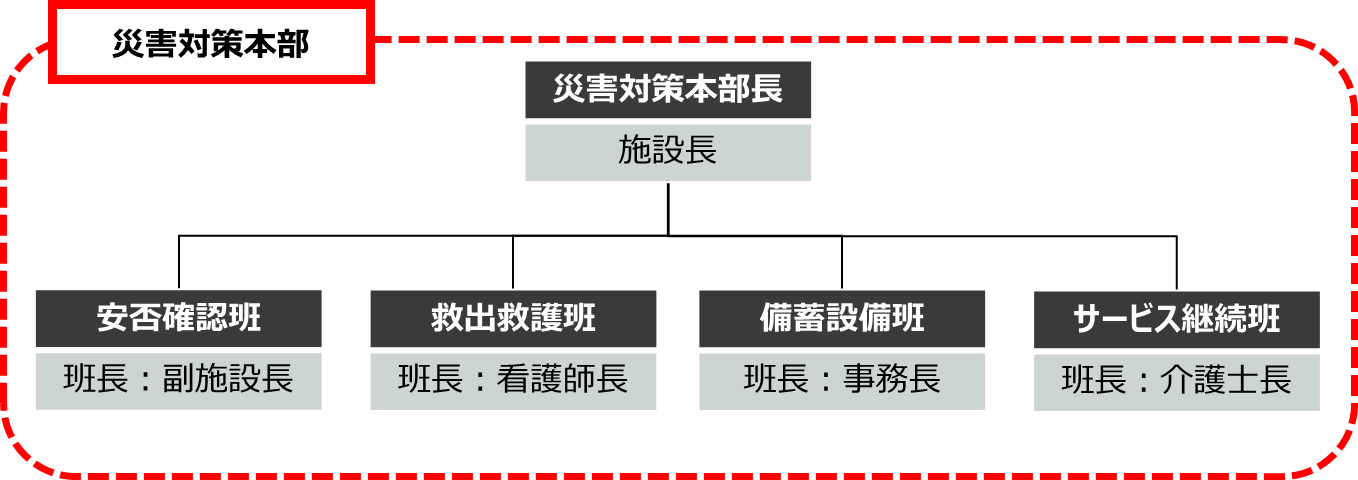 災害対策本部
災害対策本部長
施設長
安否確認班
班長：副施設長
救出救護班
班長：看護師長
備蓄設備班
班長：事務長
サービス継続班
班長：介護士長